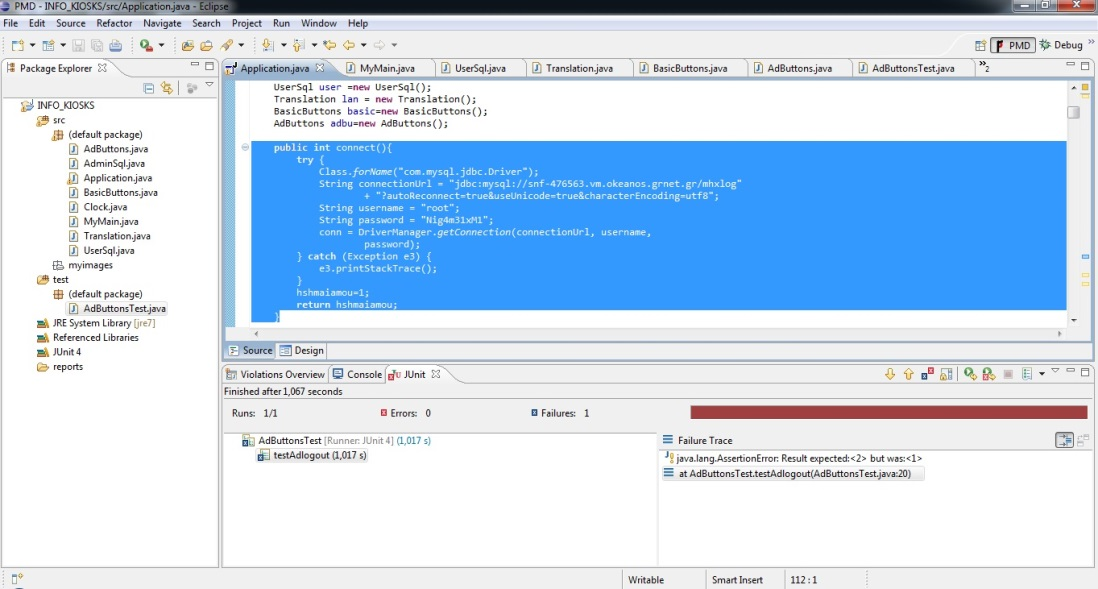 PMD - INFO_KIOSKS/src/Application.java - Eclipse
File Edit Source Refactor Navigate Search Project Run Window Help
PMD Debug »
Package Explorer
INFO_KIOSKS
src
(default package)
AdButtons.java
AdminSql.java
Application.java
BasicButtons.java
Clock.java
MyMain.java
Translation.java
UserSql.java
myimages
test
(default package)
AdButtonsTest.java
JRE System Library [jre7]
Referenced Libraries
JUnit 4
reports
Application.java MyMain.java UserSql.java Translation.java BasicButtons.java AdButtons.java AdButtonsTest.java »2
UserSql user =new UserSql();
Translation lan = new Translation();
BasicButtons basic=new BasicButtons();
AdButtons adbu=new AdButtons();
public int connect(){
try {
Class.forName("com.mysql.jdbc.Driver");
String connectionUrl = "jdbc:mysql://snf-476563.vm.okeanos.grnet.gr/mhxlog"
+ "?autoReconnect=true&useUnicode=true&characterEncoding=utf8";
String username = "root";
String password = "Nig4m31xM1";
conn = DriverManager.getConnection(connectionUrl, username,
password);
} catch (Exception e3) {
e3.printStackTrace();
}
hshmaiamou=1;
return hshmaiamou;
}
Source Design
Violations Overview Console JUnit
Finished after 1,067 seconds
Runs: 1/1 Errors: 0 Failures: 1
AdButtonsTest [Runner: JUnit 4] (1,017 s)
testAdlogout (1,017 s)
Failure Trace
java.lang.AssertionError: Result expected:<2> but was:<1>
at AdButtonsTest.testAdlogout(AdButtonsTest.java:20)
Writable Smart Insert 112 : 1